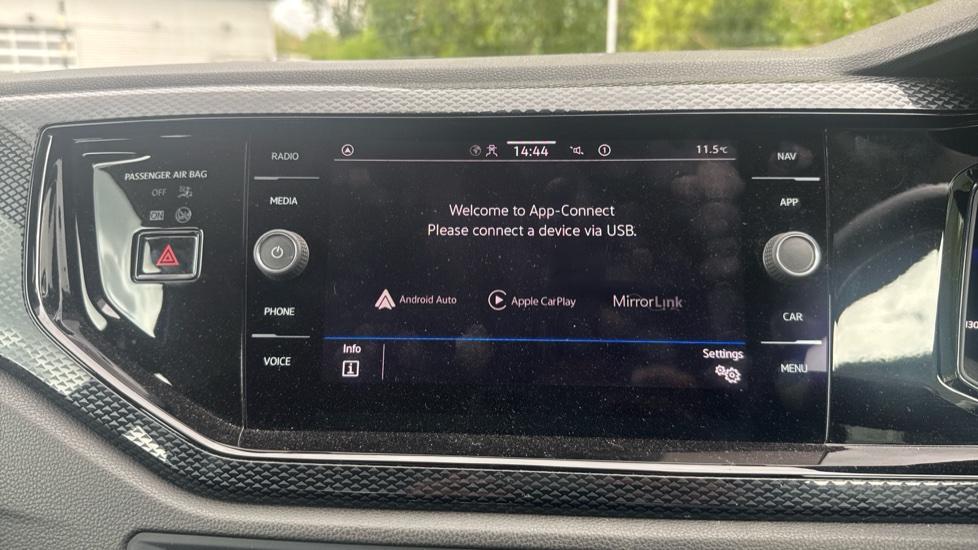 PASSENGER AIR BAG
OFF
ON
RADIO
MEDIA
PHONE
VOICE
14:44
1
11.5°C
Welcome to App-Connect
Please connect a device via USB.
Android Auto
Apple CarPlay
MirrorLink
Info
i
Settings
NAV
APP
CAR
MENU